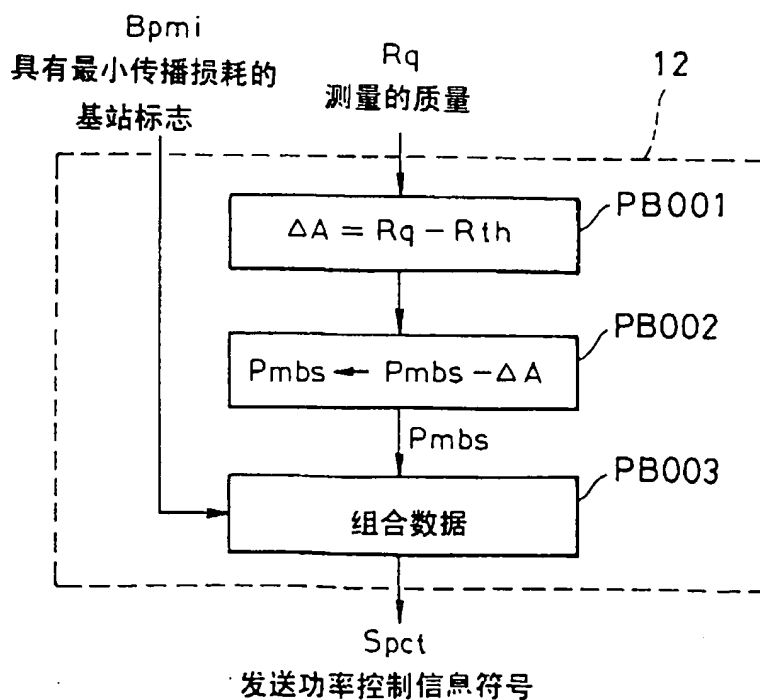 Bpmi
具有最小传播损耗的
基站标志
Rq
测量的质量
12
PB001
ΔA = Rq - Rth
PB002
Pmbs ← Pmbs - ΔA
Pmbs
PB003
组合数据
Spct
发送功率控制信息符号